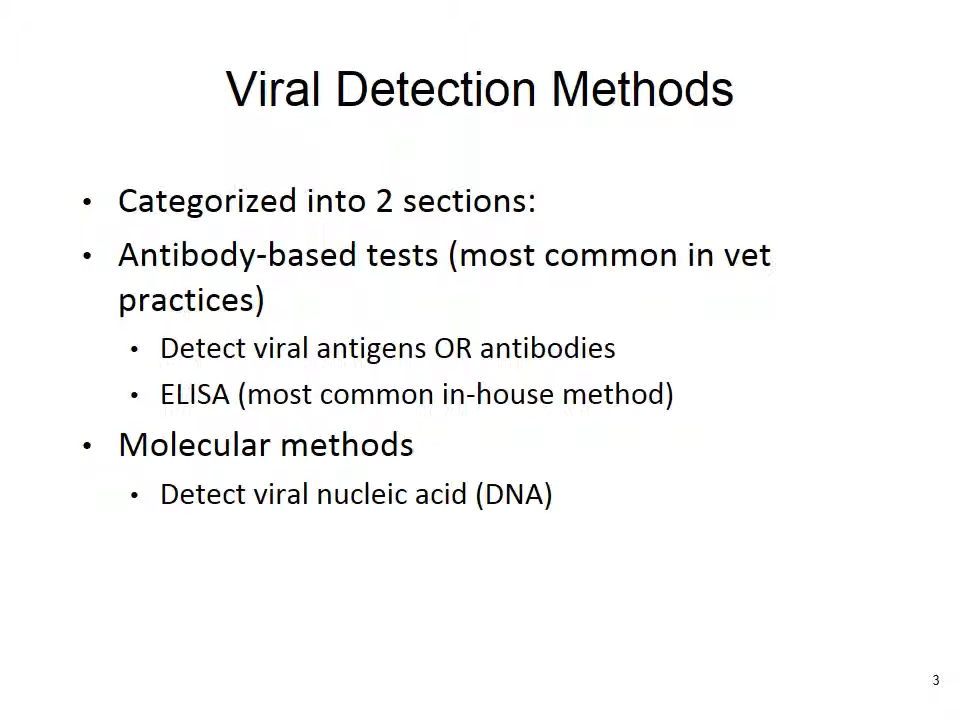 Viral Detection Methods
• Categorized into 2 sections:
• Antibody-based tests (most common in vet
practices)
• Detect viral antigens OR antibodies
• ELISA (most common in-house method)
• Molecular methods
• Detect viral nucleic acid (DNA)
3